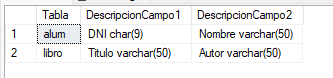 Tabla DescripcionCampo1 DescripcionCampo2
1 alum DNI char(9) Nombre varchar(50)
2 libro Titulo varchar(50) Autor varchar(50)